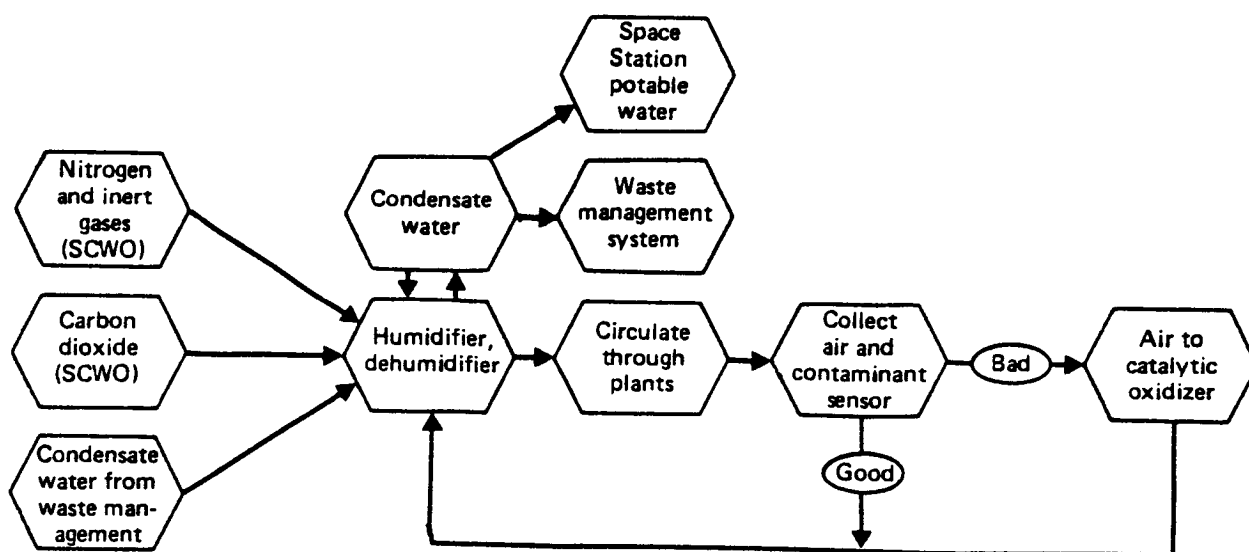 Space
Station
potable
water
Nitrogen
and inert
gases
(SCWO)
Condensate
water
Waste
management
system
Carbon
dioxide
(SCWO)
Humidifier,
dehumidifier
Circulate
through
plants
Collect
air and
contaminant
sensor
Bad
Air to
catalytic
oxidizer
Condensate
water from
waste man-
agement
Good